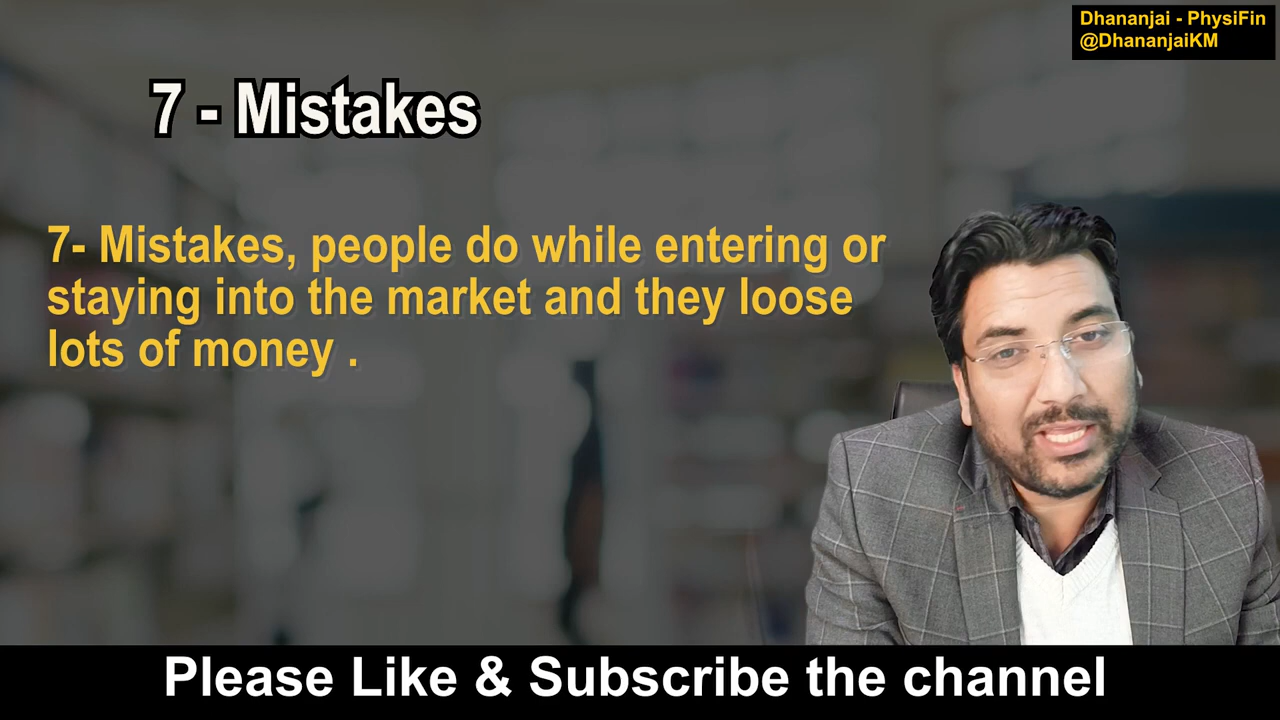 Dhananjai - PhysiFin
@DhananjaiKM
7 - Mistakes
7- Mistakes, people do while entering or
staying into the market and they loose
lots of money .
Please Like & Subscribe the channel